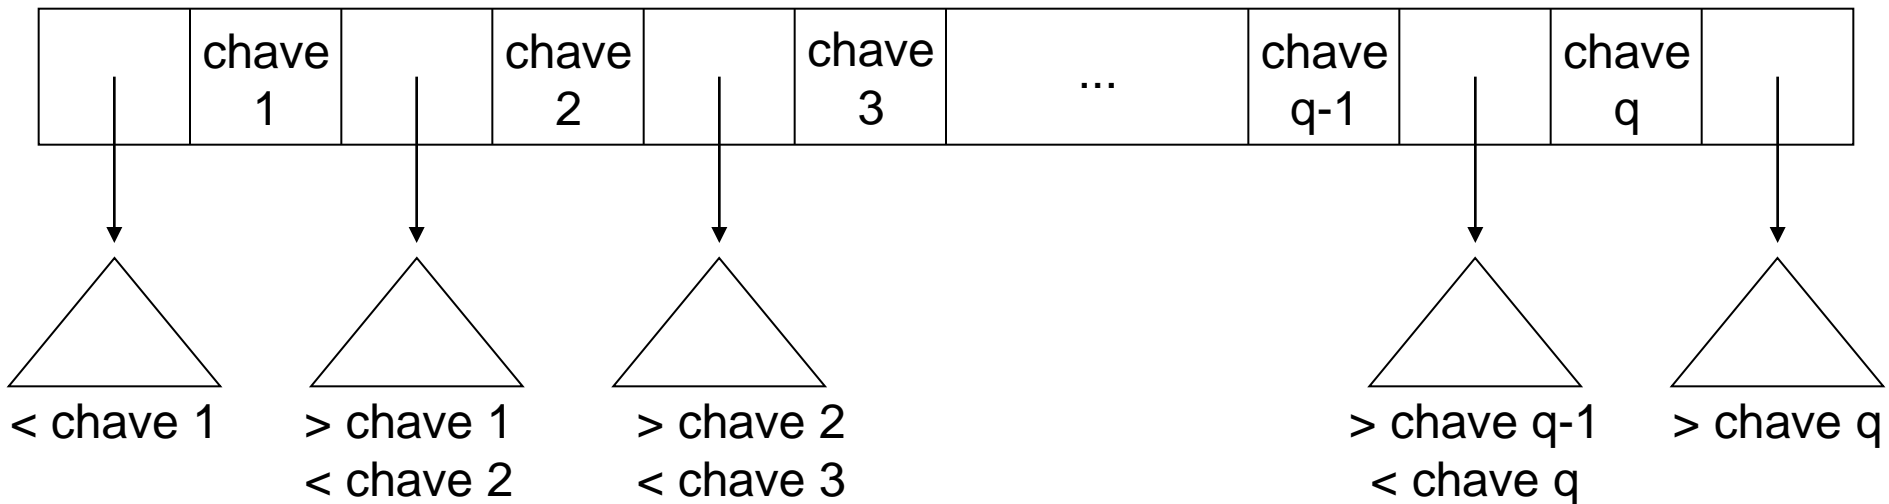 chave
1
chave
2
chave
3
...
chave
q-1
chave
q
< chave 1
> chave 1
< chave 2
> chave 2
< chave 3
> chave q-1
< chave q
> chave q